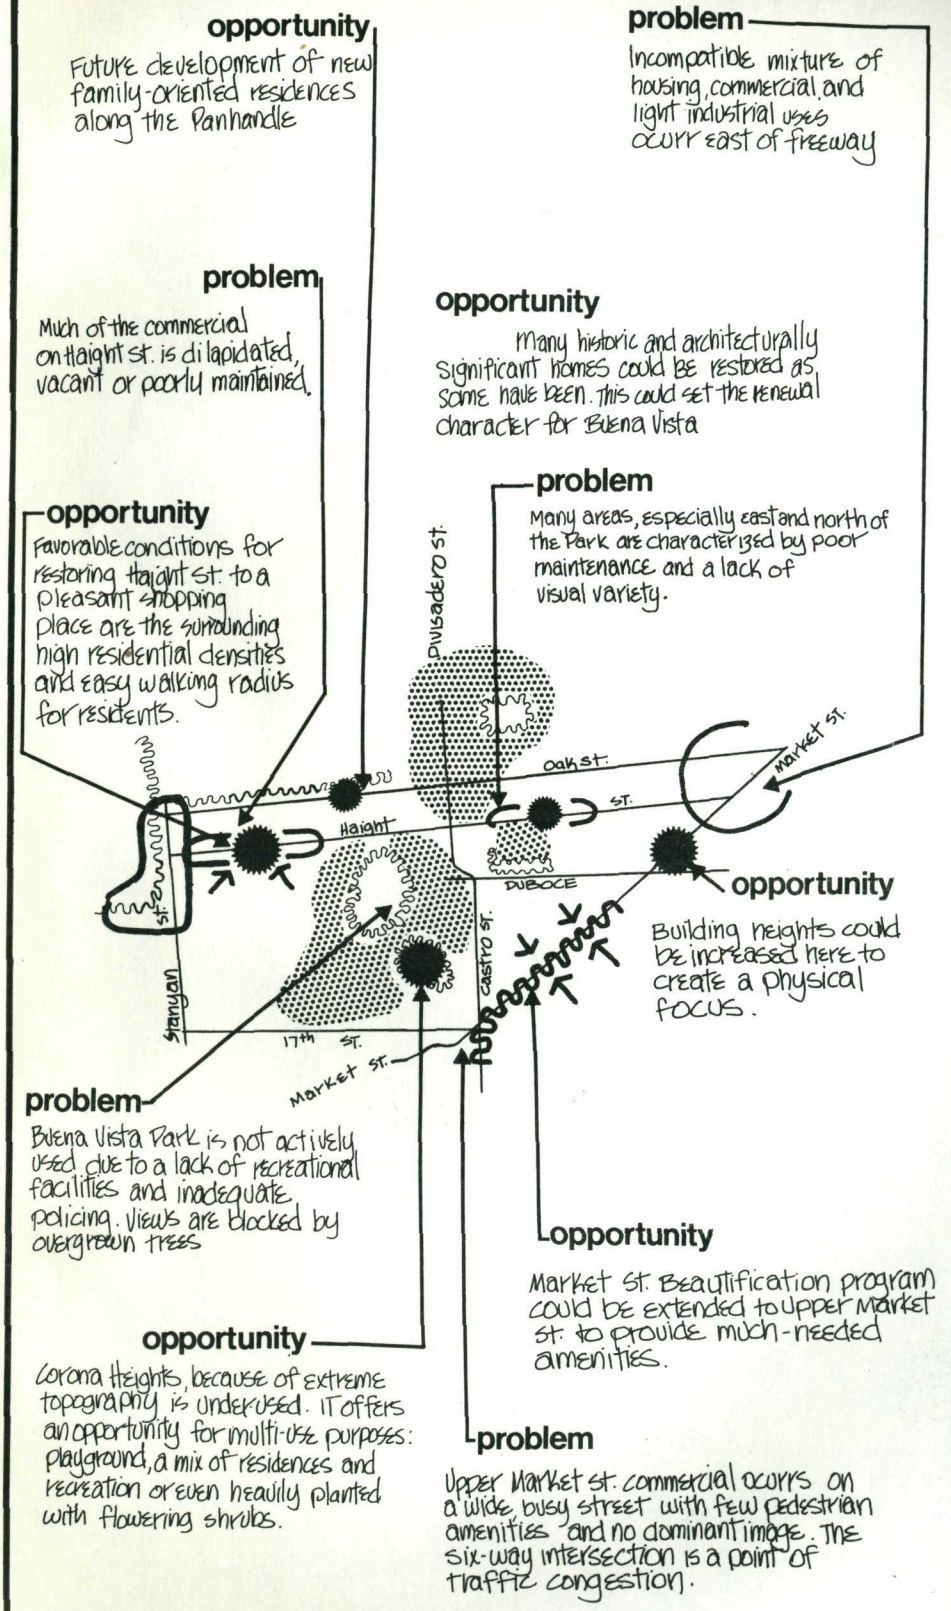 opportunity
Future development of new
family-oriented residences
along the Panhandle
problem
Incompatible mixture of
housing, commercial, and
light industrial uses
ocurr east of freeway
problem
Much of the commercial
on Haight St. is dilapidated,
vacant or poorly maintained.
opportunity
Many historic and architecturally
significant homes could be restored as
some have been. This could set the renewal
character for Buena Vista
opportunity
Favorable conditions for
restoring Haight St. to a
pleasant shopping
place are the surrounding
high residential densities
and easy walking radius
for residents.
problem
Many areas, especially east and north of
the Park are characterized by poor
maintenance and a lack of
visual variety.
Divisadero St.
Oak St.
Market St.
Haight
St.
Duboce
Castro St.
Stanyan
St.
17th St.
Market St.
opportunity
Building heights could
be increased here to
create a physical
focus.
problem
Buena Vista Park is not actively
used due to a lack of recreational
facilities and inadequate
policing. Views are blocked by
overgrown trees
opportunity
Market St. Beautification program
could be extended to Upper Market
St. to provide much-needed
amenities.
opportunity
Corona Heights, because of extreme
topography is underused. It offers
an opportunity for multi-use purposes:
playground, a mix of residences and
recreation or even heavily planted
with flowering shrubs.
problem
Upper Market St. commercial ocurrs on
a wide, busy street with few pedestrian
amenities and no dominant image. The
six-way intersection is a point of
traffic congestion.